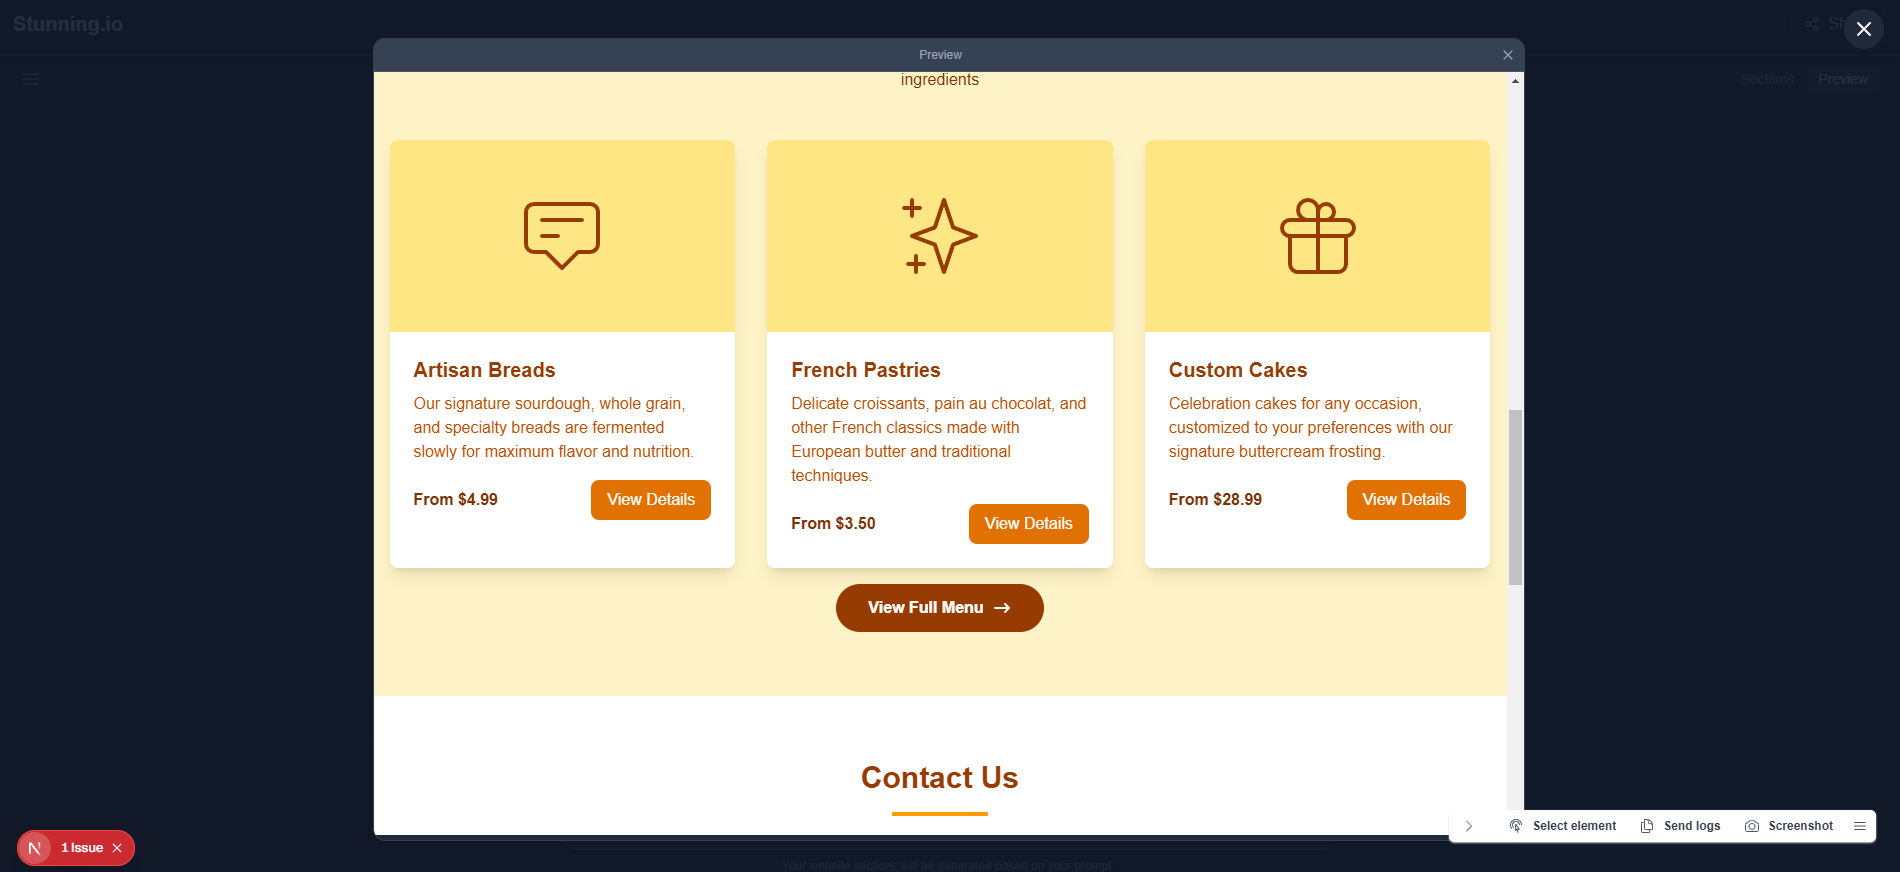 Stunning.io
Sh
Preview
Sections
Preview
ingredients
Artisan Breads
Our signature sourdough, whole grain,
and specialty breads are fermented
slowly for maximum flavor and nutrition.
From $4.99
View Details
French Pastries
Delicate croissants, pain au chocolat, and
other French classics made with
European butter and traditional
techniques.
From $3.50
View Details
Custom Cakes
Celebration cakes for any occasion,
customized to your preferences with our
signature buttercream frosting.
From $28.99
View Details
View Full Menu
Contact Us
Select element
Send logs
Screenshot
N
1 Issue
Your website sections will be generated based on your prompt